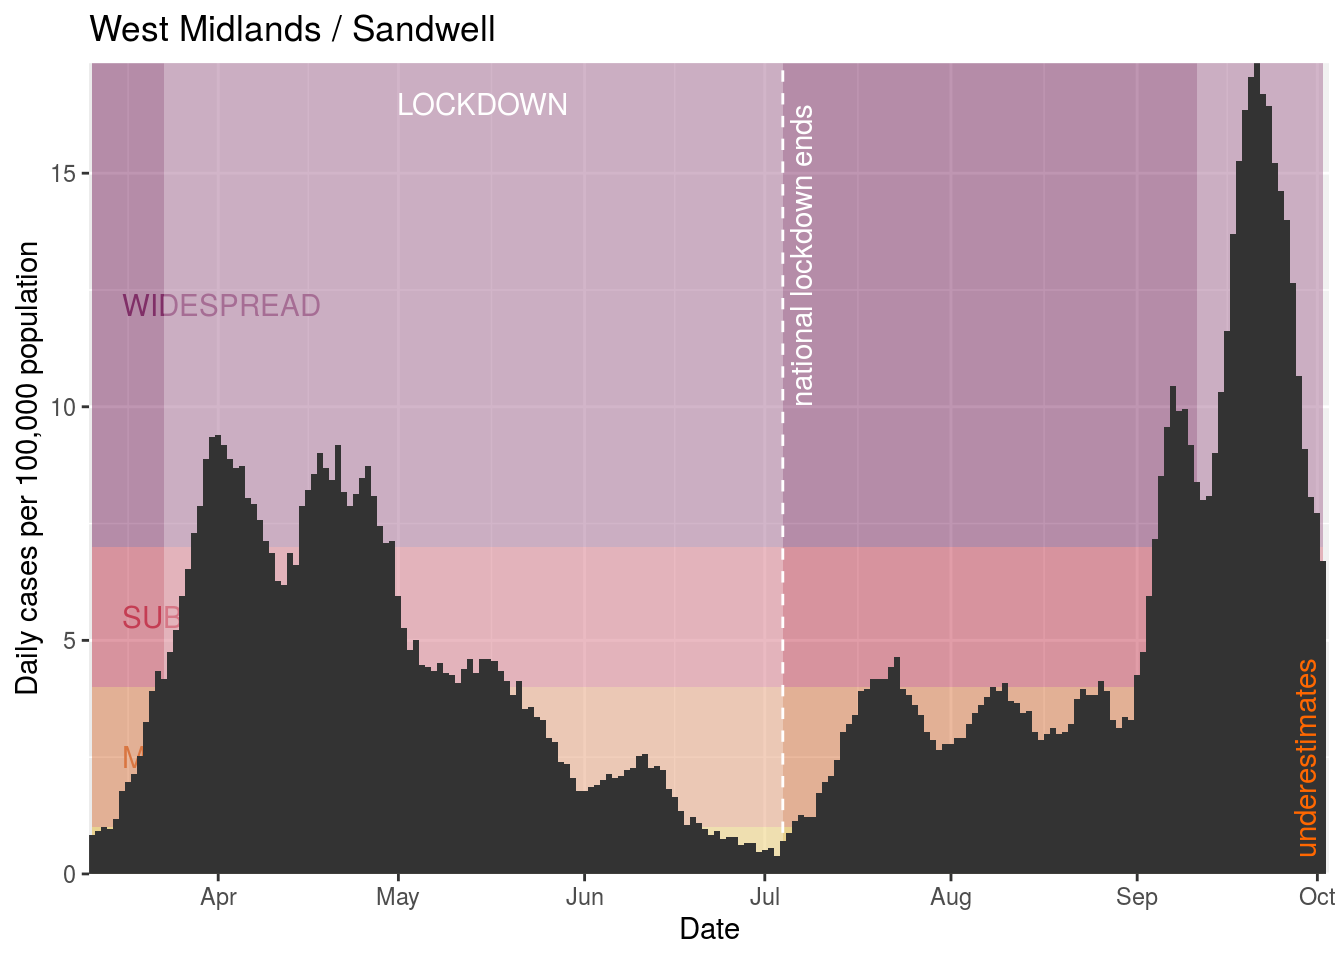 West Midlands / Sandwell
LOCKDOWN
national lockdown ends
WIDESPREAD
SUB
M
underestimates
Daily cases per 100,000 population
15
10
5
0
Apr
May
Jun
Jul
Aug
Sep
Oct
Date